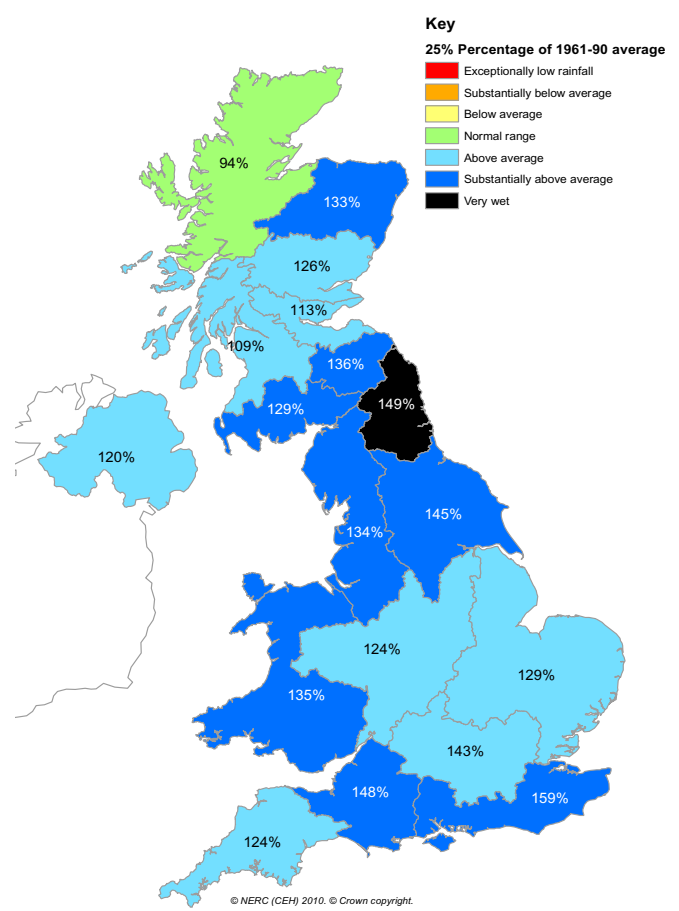 Key
25% Percentage of 1961-90 average
Exceptionally low rainfall
Substantially below average
Below average
Normal range
Above average
Substantially above average
Very wet
94%
133%
126%
113%
109%
136%
149%
129%
120%
145%
134%
124%
129%
135%
143%
148%
159%
124%
© NERC (CEH) 2010. © Crown copyright.